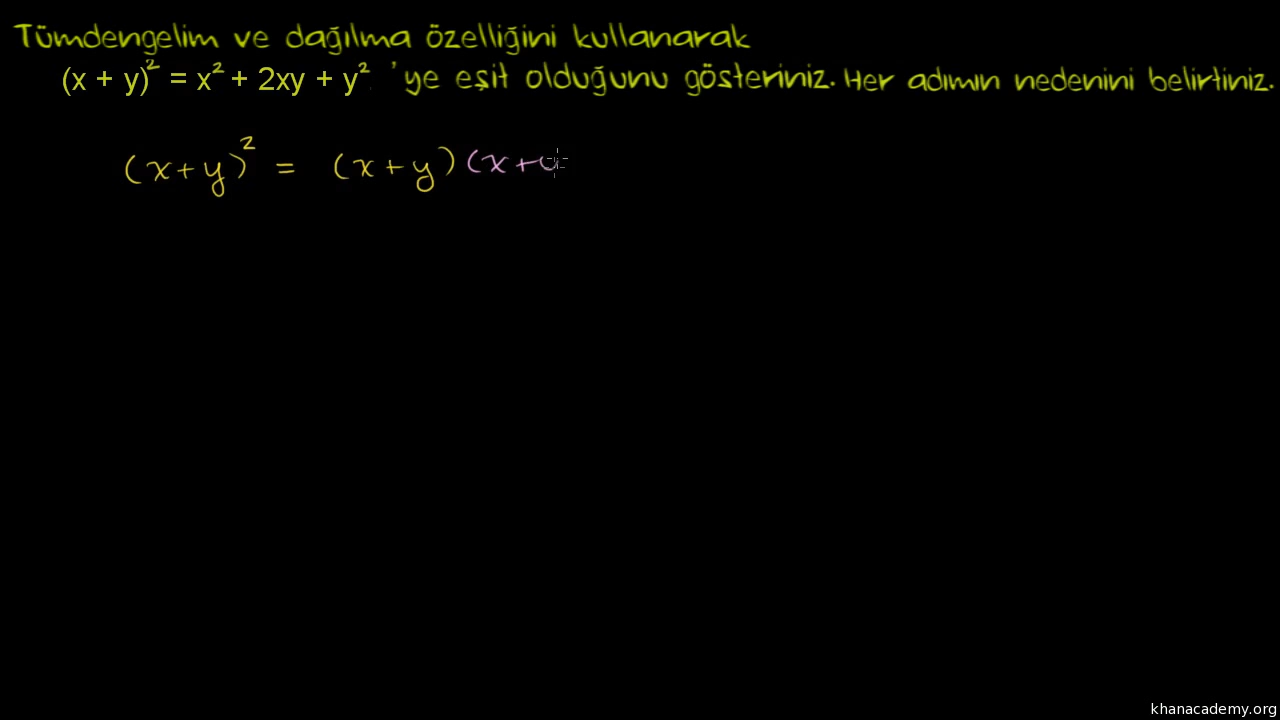 Tümdengelim ve dağılma özelliğini kullanarak
(x + y)² = x² + 2xy + y² 'ye eşit olduğunu gösteriniz. Her adımın nedenini belirtiniz.
(x+y)² = (x+y)(x+
khanacademy.org